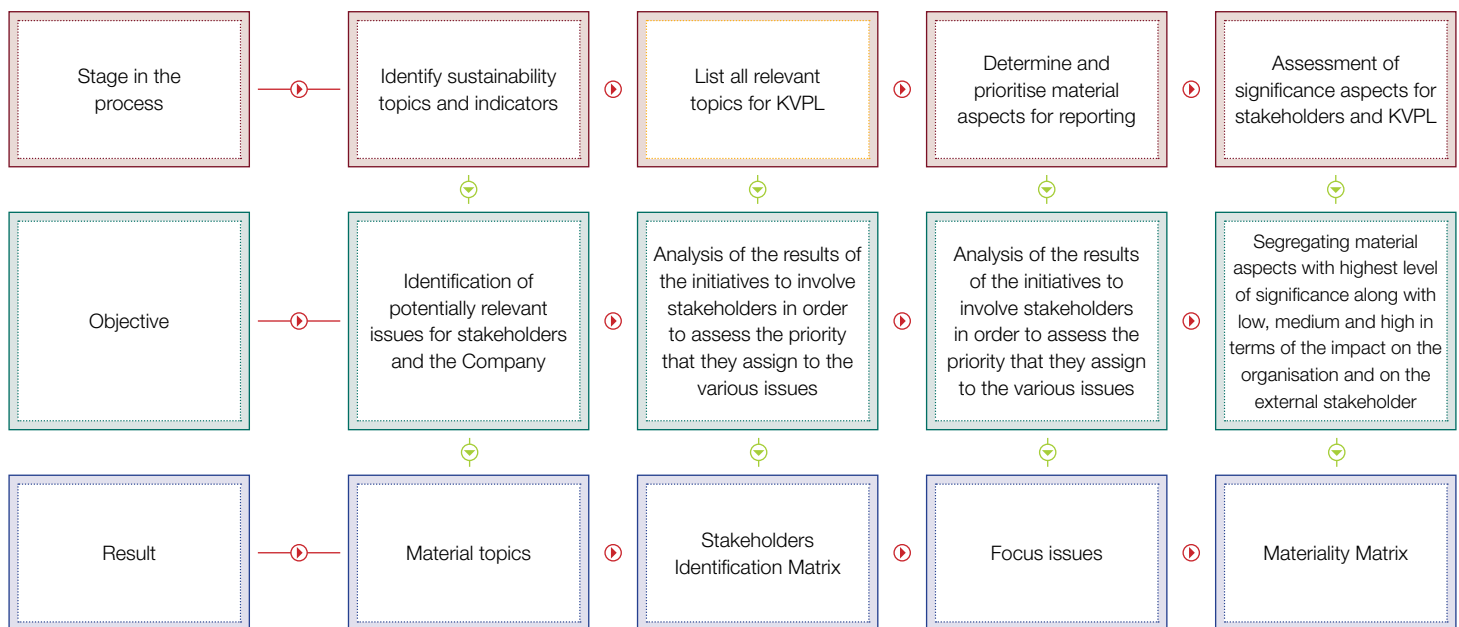 Stage in the
process
Identify sustainability
topics and indicators
List all relevant
topics for KVPL
Determine and
prioritise material
aspects for reporting
Assessment of
significance aspects for
stakeholders and KVPL
Objective
Identification of
potentially relevant
issues for stakeholders
and the Company
Analysis of the results of
the initiatives to involve
stakeholders in order
to assess the priority
that they assign to the
various issues
Analysis of the results
of the initiatives to
involve stakeholders
in order to assess the
priority that they assign
to the various issues
Segregating material
aspects with highest level
of significance along with
low, medium and high in
terms of the impact on the
organisation and on the
external stakeholder
Result
Material topics
Stakeholders
Identification Matrix
Focus issues
Materiality Matrix